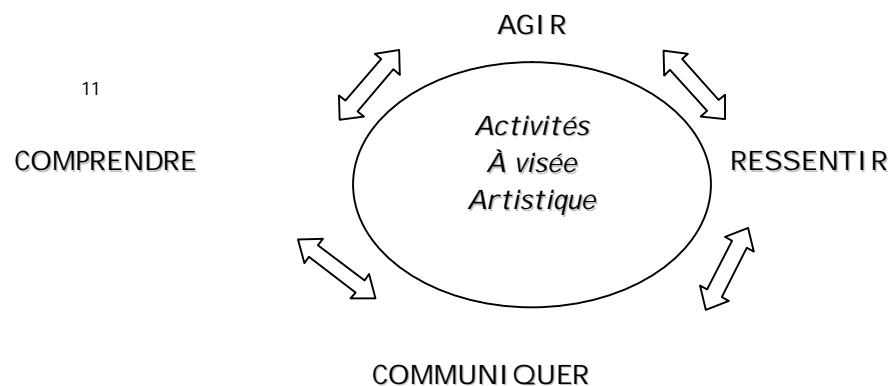 AGIR
11
Activités
À visée
Artistique
COMPRENDRE
RESSENTIR
COMMUNIQUER